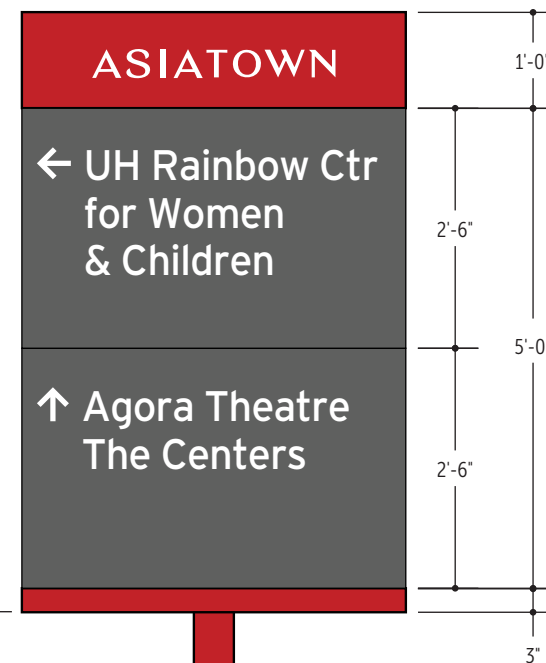 ASIATOWN
1'-0"
← UH Rainbow Ctr
for Women
& Children
2'-6"
5'-0
↑ Agora Theatre
The Centers
2'-6"
3"